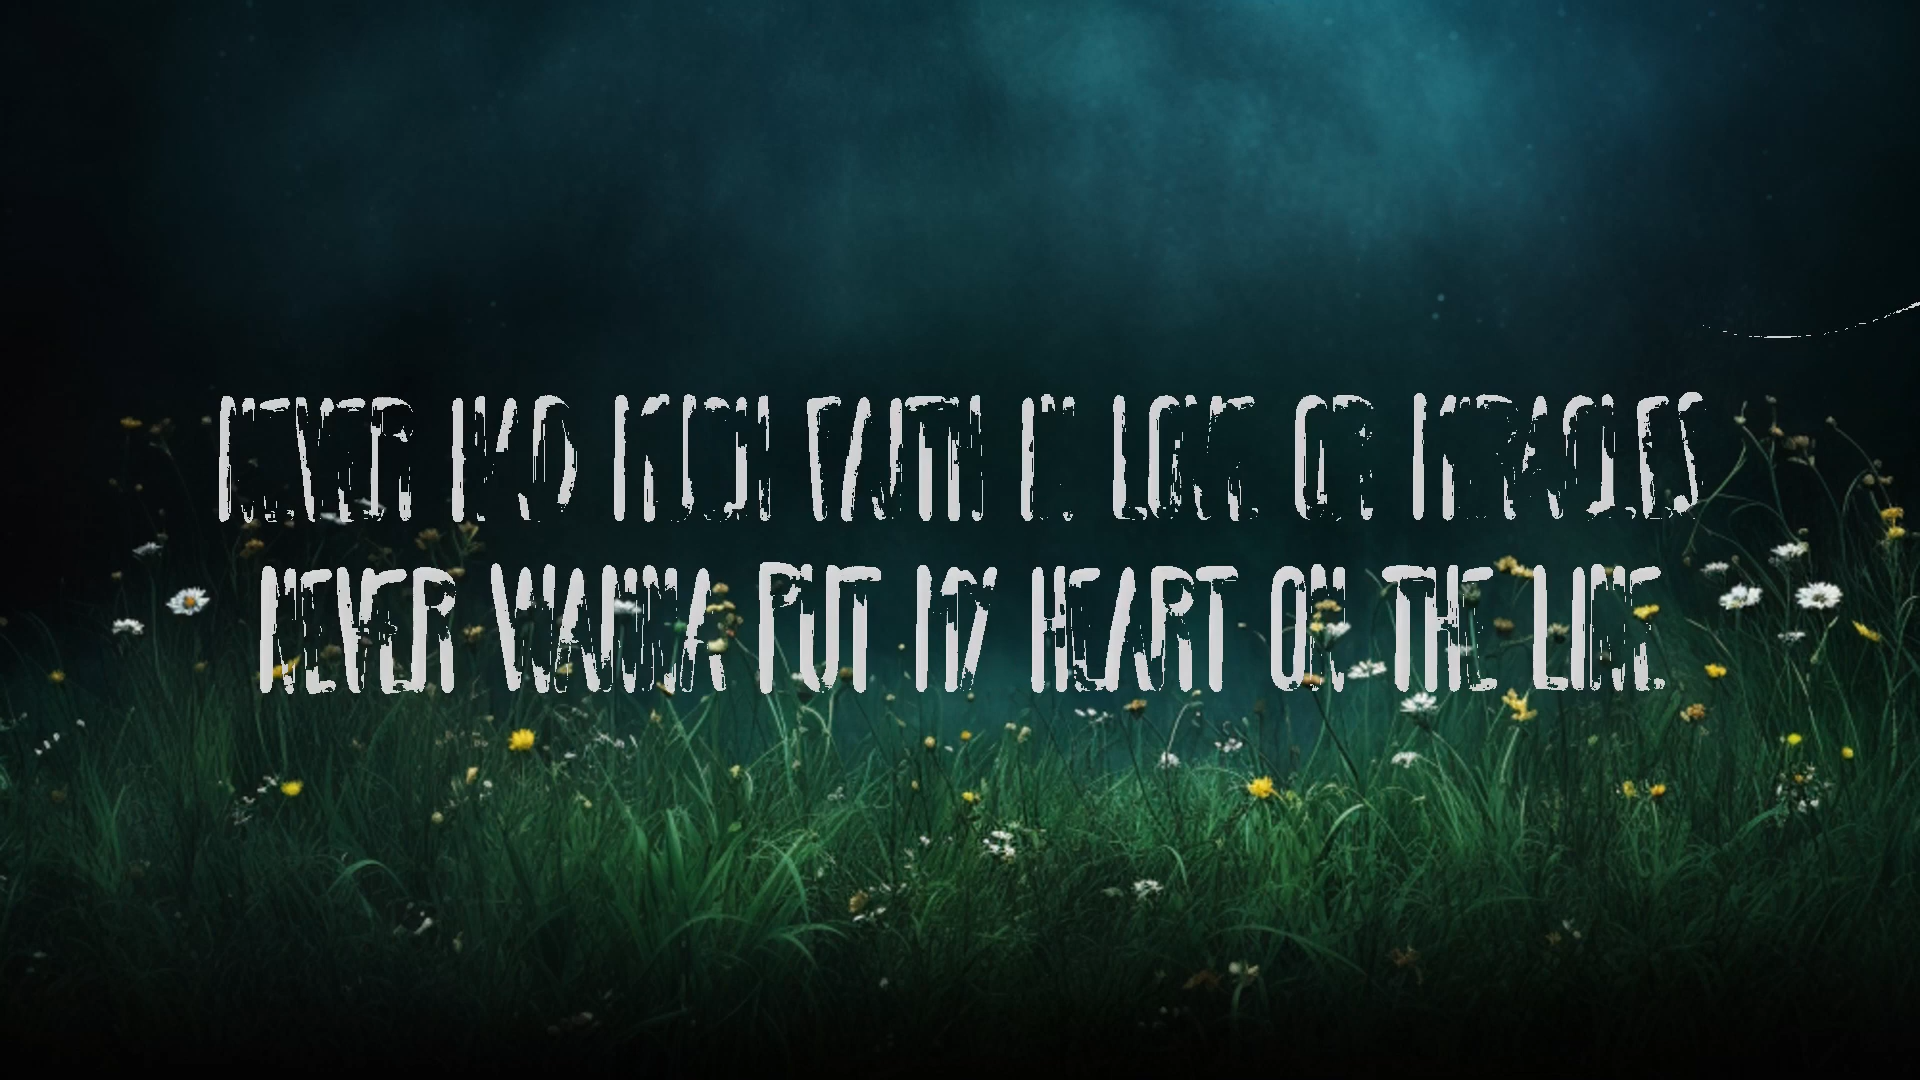 NEVER HAD MUCH FAITH IN LOVE OR MIRACLES
NEVER WANNA PUT MY HEART ON THE LINE.